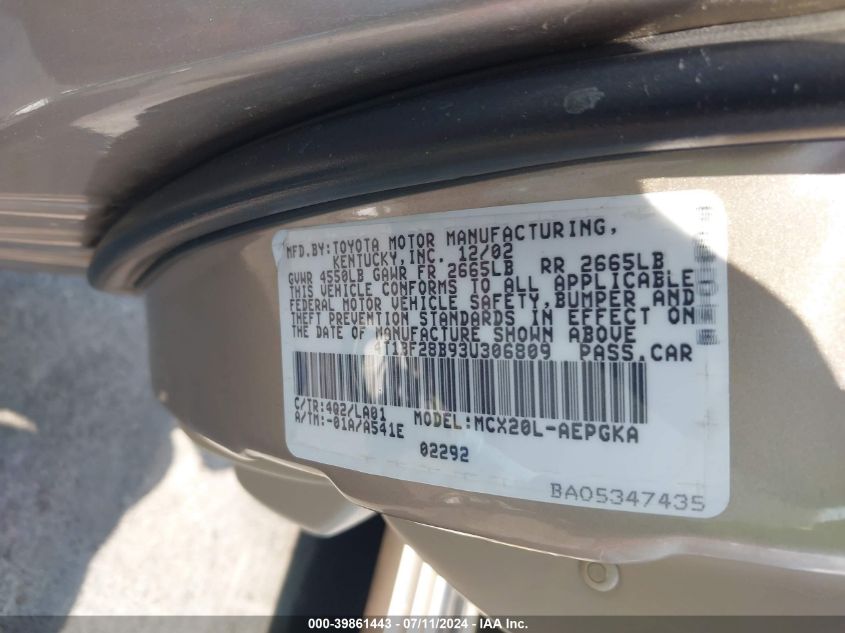 MFD.BY:TOYOTA MOTOR MANUFACTURING,
KENTUCKY,INC. 12/02
GVWR 4550LB GAWR FR 2665LB RR 2665LB
THIS VEHICLE CONFORMS TO ALL APPLICABLE
FEDERAL MOTOR VEHICLE SAFETY,BUMPER AND
THEFT PREVENTION STANDARDS IN EFFECT ON
THE DATE OF MANUFACTURE SHOWN ABOVE
4T1BF28B93U306809 PASS.CAR
C/TR:4Q2/LA01 MODEL:MCX20L-AEPGKA
A/TM:-01A/A541E
02292
BA05347435
000-39861443 - 07/11/2024 - IAA Inc.